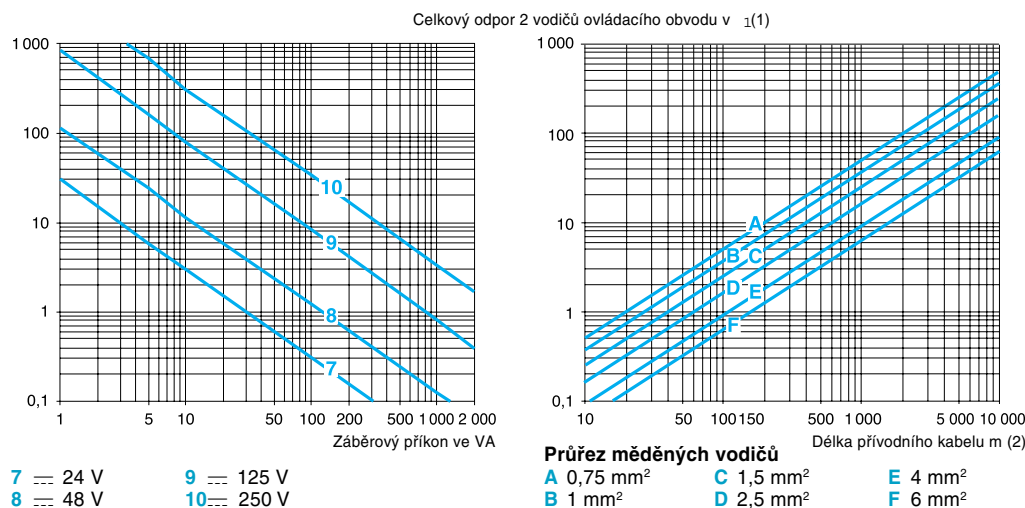 Celkový odpor 2 vodičů ovládacího obvodu v ₁(1)
1 000
100
10
1
0,1
1 5 10 50 100 200 500 1 000 2 000
10
9
8
7
Záběrový příkon ve VA
7 24 V
8 48 V
9 125 V
10 250 V
1 000
100
10
1
0,1
10 50 100 150 500 1 000 5 000 10 000
A
B C
D E
F
Délka přívodního kabelu m (2)
Průřez měděných vodičů
A 0,75 mm²
B 1 mm²
C 1,5 mm²
D 2,5 mm²
E 4 mm²
F 6 mm²